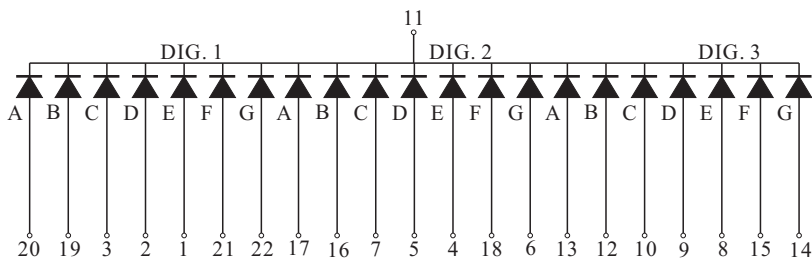 11
DIG. 1 DIG. 2 DIG. 3
A B C D E F G A B C D E F G A B C D E F G
20 19 3 2 1 21 22 17 16 7 5 4 18 6 13 12 10 9 8 15 14